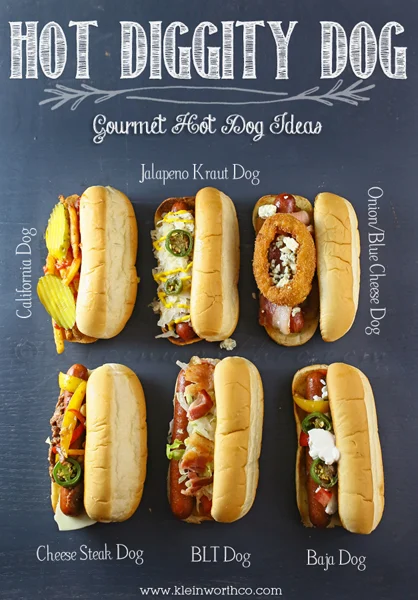 HOT DIGGITY DOG
Gourmet Hot Dog Ideas
Jalapeno Kraut Dog
California Dog
Onion/Blue Cheese Dog
Cheese Steak Dog
BLT Dog
Baja Dog
www.kleinworthco.com